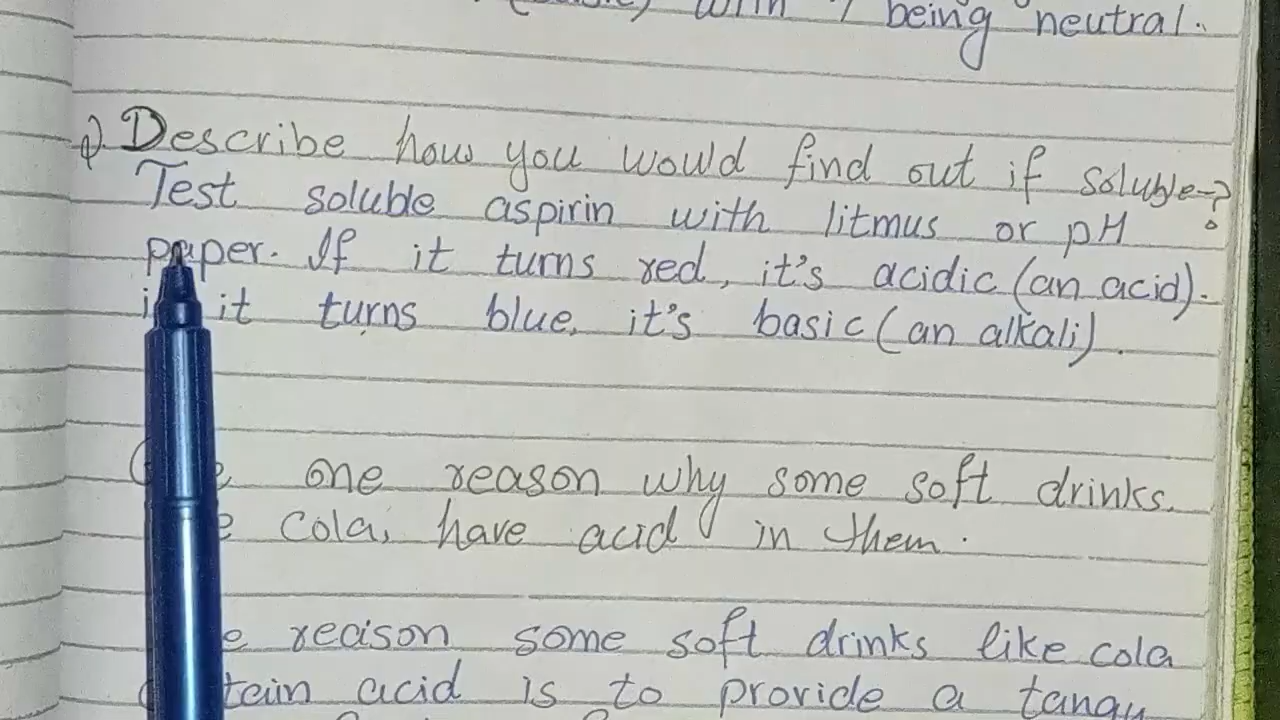 with 7 being neutral.
Q. Describe how you would find out if soluble?
Test soluble aspirin with litmus or pH
paper. If it turns red, it's acidic (an acid).
it turns blue, it's basic (an alkali).
one reason why some soft drinks,
cola, have acid in them.
reason some soft drinks like cola
acid is to provide a tangy